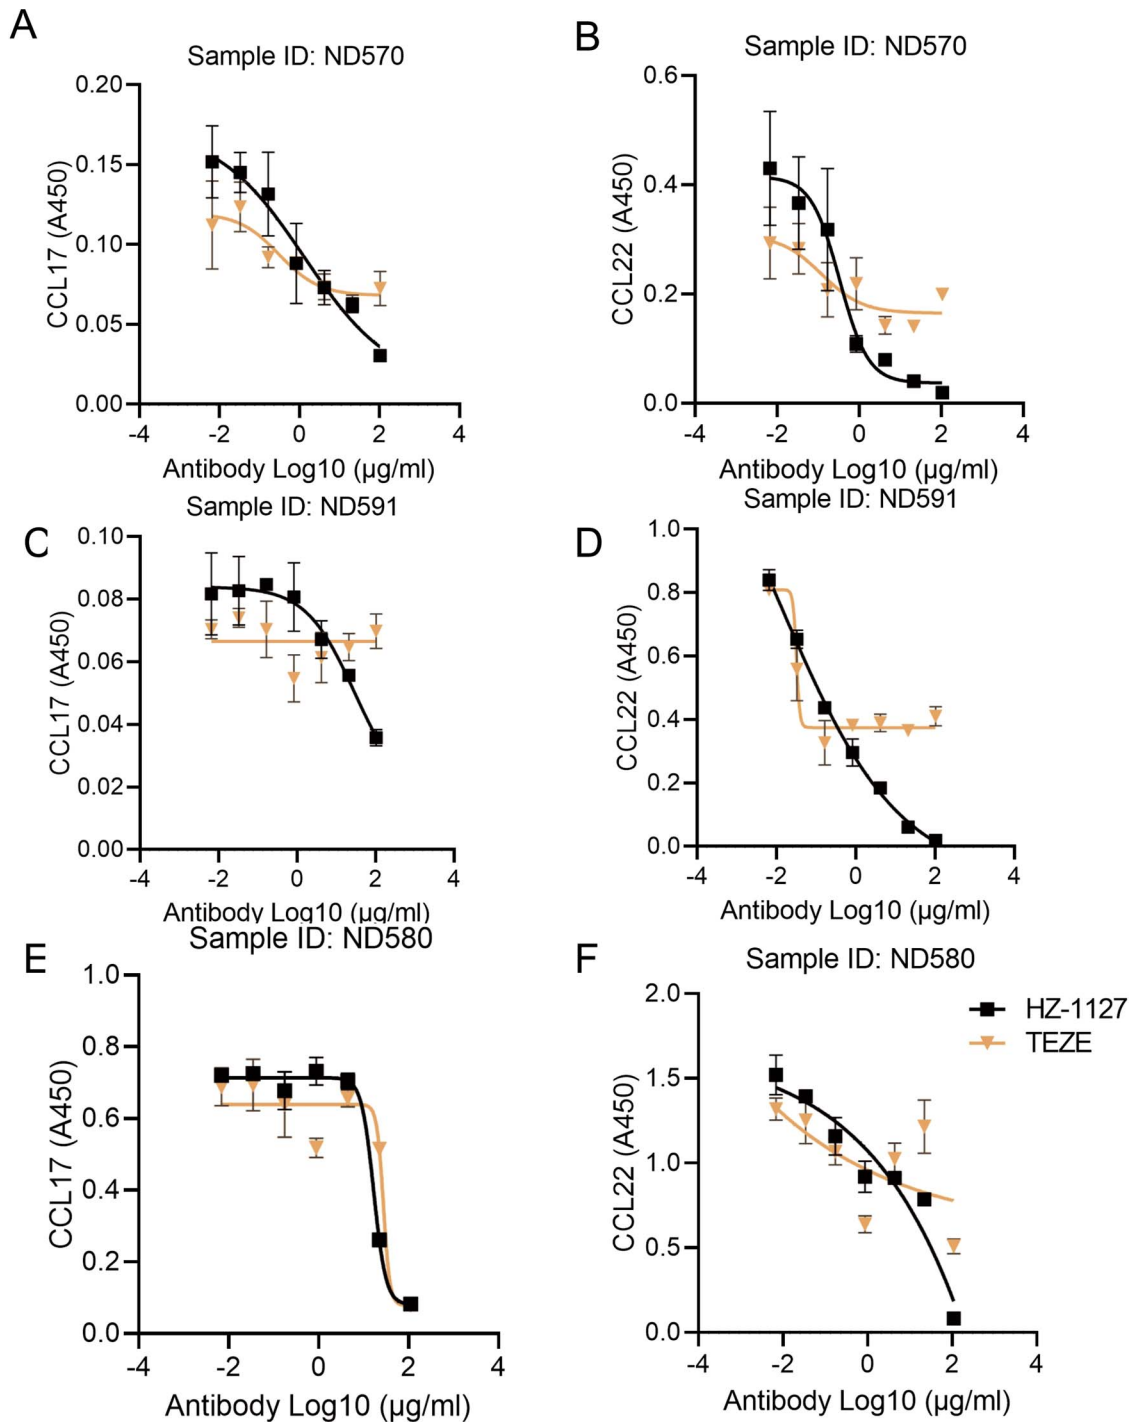 A
Sample ID: ND570
CCL17 (A450)
0.20
0.15
0.10
0.05
0.00
-4
-2
0
2
4
Antibody Log10 (µg/ml)
B
Sample ID: ND570
CCL22 (A450)
0.6
0.4
0.2
0.0
-4
-2
0
2
4
Antibody Log10 (µg/ml)
C
Sample ID: ND591
CCL17 (A450)
0.10
0.08
0.06
0.04
0.02
0.00
-4
-2
0
2
4
Antibody Log10 (µg/ml)
D
Sample ID: ND591
CCL22 (A450)
1.0
0.8
0.6
0.4
0.2
0.0
-4
-2
0
2
4
Antibody Log10 (µg/ml)
E
Sample ID: ND580
CCL17 (A450)
1.0
0.8
0.6
0.4
0.2
0.0
-4
-2
0
2
4
Antibody Log10 (µg/ml)
F
Sample ID: ND580
CCL22 (A450)
2.0
1.5
1.0
0.5
0.0
-4
-2
0
2
4
Antibody Log10 (µg/ml)
HZ-1127
TEZE